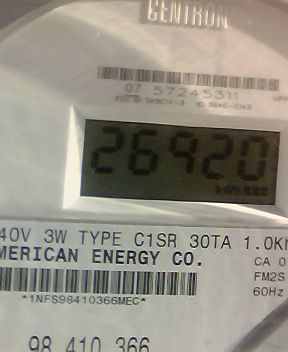 CENTRON
07 57245311
26920
kWh
40V 3W TYPE C1SR 30TA 1.0K
MERICAN ENERGY CO. CA 0
FM2S
*1NFS98410366MEC* 60Hz
98 410 366